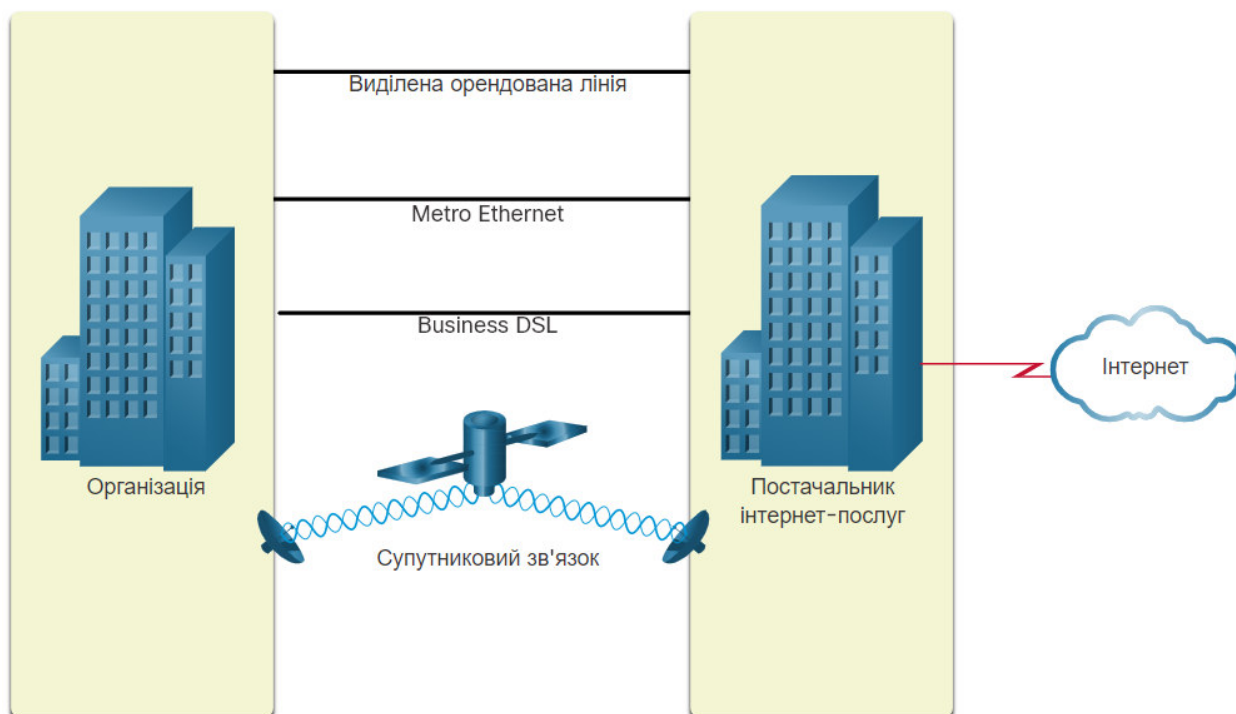 Виділена орендована лінія
Metro Ethernet
Business DSL
Інтернет
Організація
Постачальник
інтернет-послуг
Супутниковий зв'язок